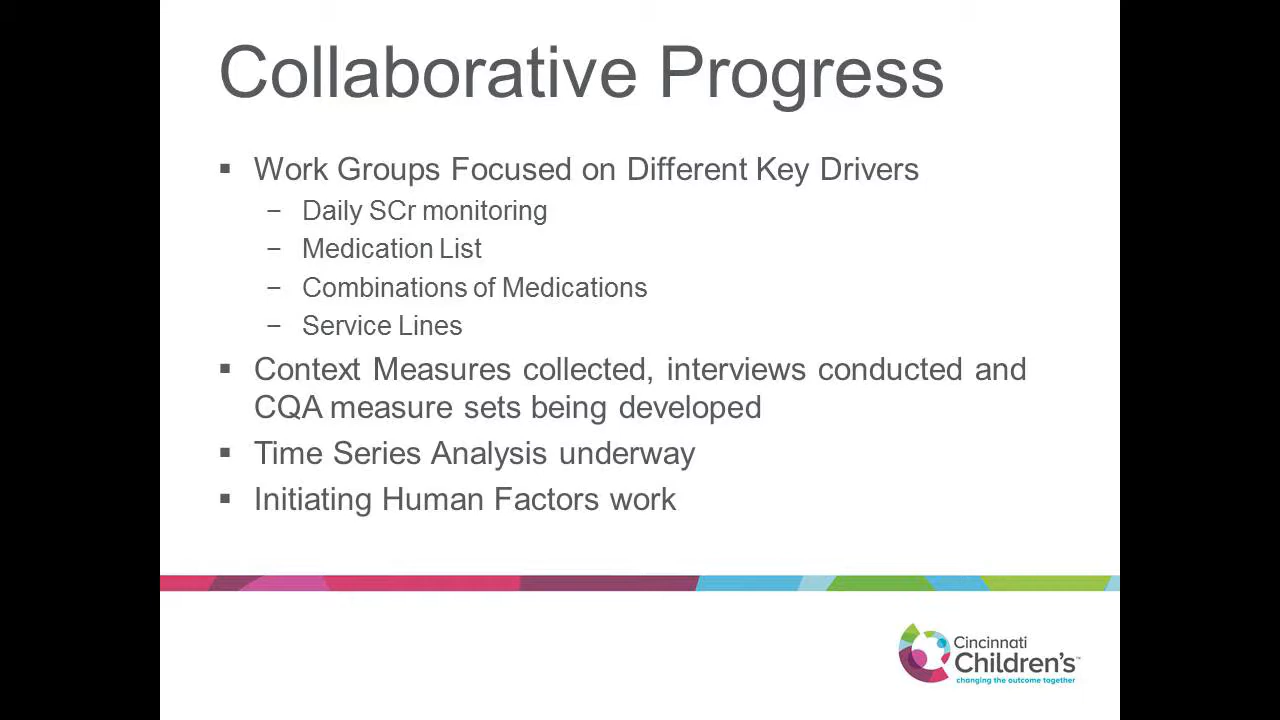 Collaborative Progress
▪ Work Groups Focused on Different Key Drivers
– Daily SCr monitoring
– Medication List
– Combinations of Medications
– Service Lines
▪ Context Measures collected, interviews conducted and
CQA measure sets being developed
▪ Time Series Analysis underway
▪ Initiating Human Factors work
Cincinnati
Children's™
changing the outcome together